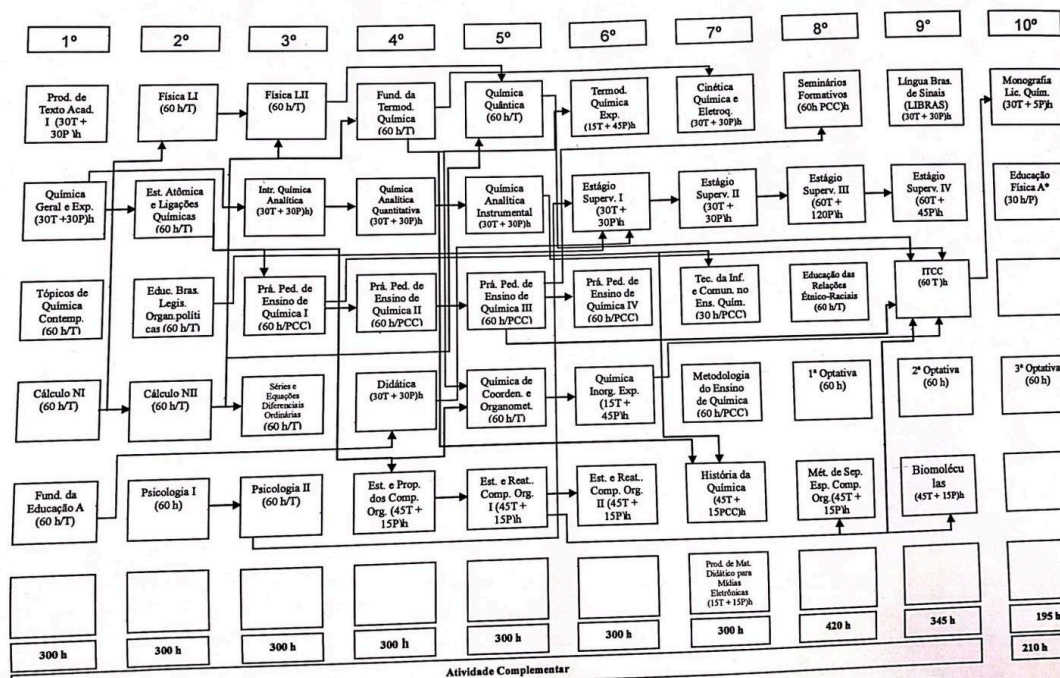 1º
2º
3º
4º
5º
6º
7º
8º
9º
10º
Prod. de
Texto Acad.
I (30T+
30P )h
Física LI
(60 h/T)
Física LII
(60 h/T)
Fund. da
Termod.
Química
(60 h/T)
Química
Quântica
(60 h/T)
Termod.
Química
Exp.
(15T + 45P)h
Cinética
Química e
Eletroq.
(30T + 30P)h
Seminários
Formativos
(60h PCC)h
Língua Bras.
de Sinais
(LIBRAS)
(30T + 30P)h
Monografia
Lic. Quím.
(30T + 5P)h
Química
Geral e Exp.
(30T +30P)h
Est. Atômica
e Ligações
Químicas
(60 h/T)
Intr. Química
Analítica
(30T + 30P)h)
Química
Analítica
Quantitativa
(30T + 30P)h
Química
Analítica
Instrumental
(30T + 30P)h
Estágio
Superv. I
(30T +
30P)h
Estágio
Superv. II
(30T +
30P)h
Estágio
Superv. III
(60T +
120P)h
Estágio
Superv. IV
(60T +
45P)h
Educação
Física A*
(30 h/P)
Tópicos de
Química
Contemp.
(60 h/T)
Educ. Bras.
Legis.
Organ.políti
cas (60 h/T)
Prá. Ped. de
Ensino de
Química I
(60 h/PCC)
Prá. Ped. de
Ensino de
Química II
(60 h/PCC)
Prá. Ped. de
Ensino de
Química III
(60 h/PCC)
Prá. Ped. de
Ensino de
Química IV
(60 h/PCC)
Tec. da Inf.
e Comun. no
Ens. Quím.
(30 h/PCC)
Educação das
Relações
Étnico-Raciais
(60 h/T)
ITCC
(60 T)h
Cálculo NI
(60 h/T)
Cálculo NII
(60 h/T)
Séries e
Equações
Diferenciais
Ordinárias
(60 h/T)
Didática
(30T + 30P)h
Química de
Coorden. e
Organomet.
(60 h/T)
Química
Inorg. Exp.
(15T +
45P)h
Metodologia
do Ensino
de Química
(60 h/PCC)
1ª Optativa
(60 h)
2ª Optativa
(60 h)
3ª Optativa
(60 h)
Fund. da
Educação A
(60 h/T)
Psicologia I
(60 h)
Psicologia II
(60 h/T)
Est. e Prop.
dos Comp.
Org. (45T +
15P)h
Est. e Reat..
Comp. Org.
I (45T +
15P)h
Est. e Reat..
Comp. Org.
II (45T +
15P)h
História da
Química
(45T +
15PCC)h
Mét. de Sep.
Esp. Comp.
Org.(45T +
15P)h
Biomolécu
las
(45T + 15P)h
Prod. de Mat.
Didático para
Mídias
Eletrônicas
(15T + 15P)h
300 h
300 h
300 h
300 h
300 h
300 h
300 h
420 h
345 h
195 h
210 h
Atividade Complementar